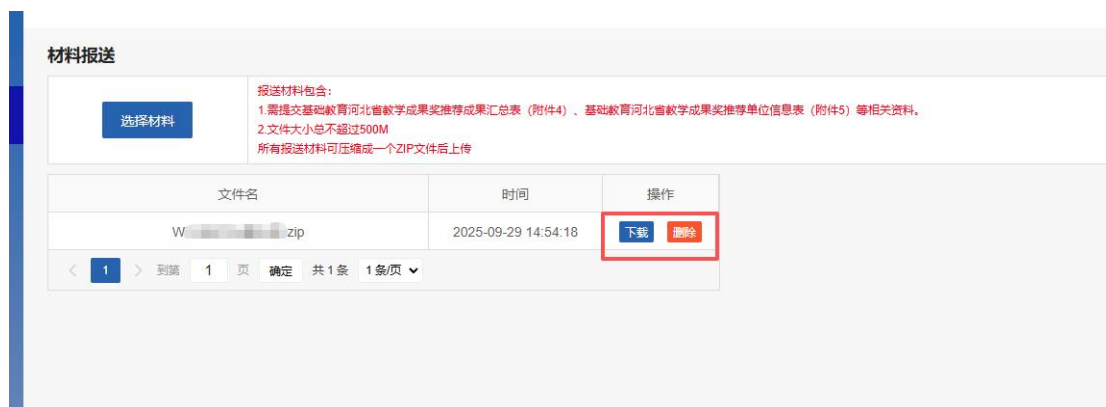 材料报送
选择材料
报送材料包含：
1.需提交基础教育河北省教学成果奖推荐成果汇总表（附件4）、基础教育河北省教学成果奖推荐单位信息表（附件5）等相关资料。
2.文件大小总不超过500M
所有报送材料可压缩成一个ZIP文件后上传
文件名 时间 操作
W zip 2025-09-29 14:54:18 下载 删除
< 1 > 到第 1 页 确定 共 1 条 1 条/页